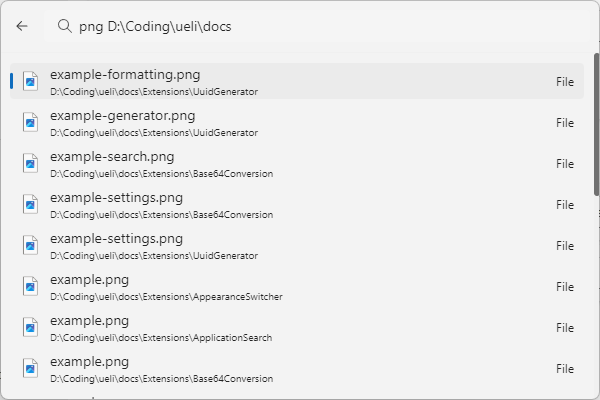 png D:\Coding\ueli\docs
example-formatting.png File
D:\Coding\ueli\docs\Extensions\UuidGenerator
example-generator.png File
D:\Coding\ueli\docs\Extensions\UuidGenerator
example-search.png File
D:\Coding\ueli\docs\Extensions\Base64Conversion
example-settings.png File
D:\Coding\ueli\docs\Extensions\Base64Conversion
example-settings.png File
D:\Coding\ueli\docs\Extensions\UuidGenerator
example.png File
D:\Coding\ueli\docs\Extensions\AppearanceSwitcher
example.png File
D:\Coding\ueli\docs\Extensions\ApplicationSearch
example.png File
D:\Coding\ueli\docs\Extensions\Base64Conversion